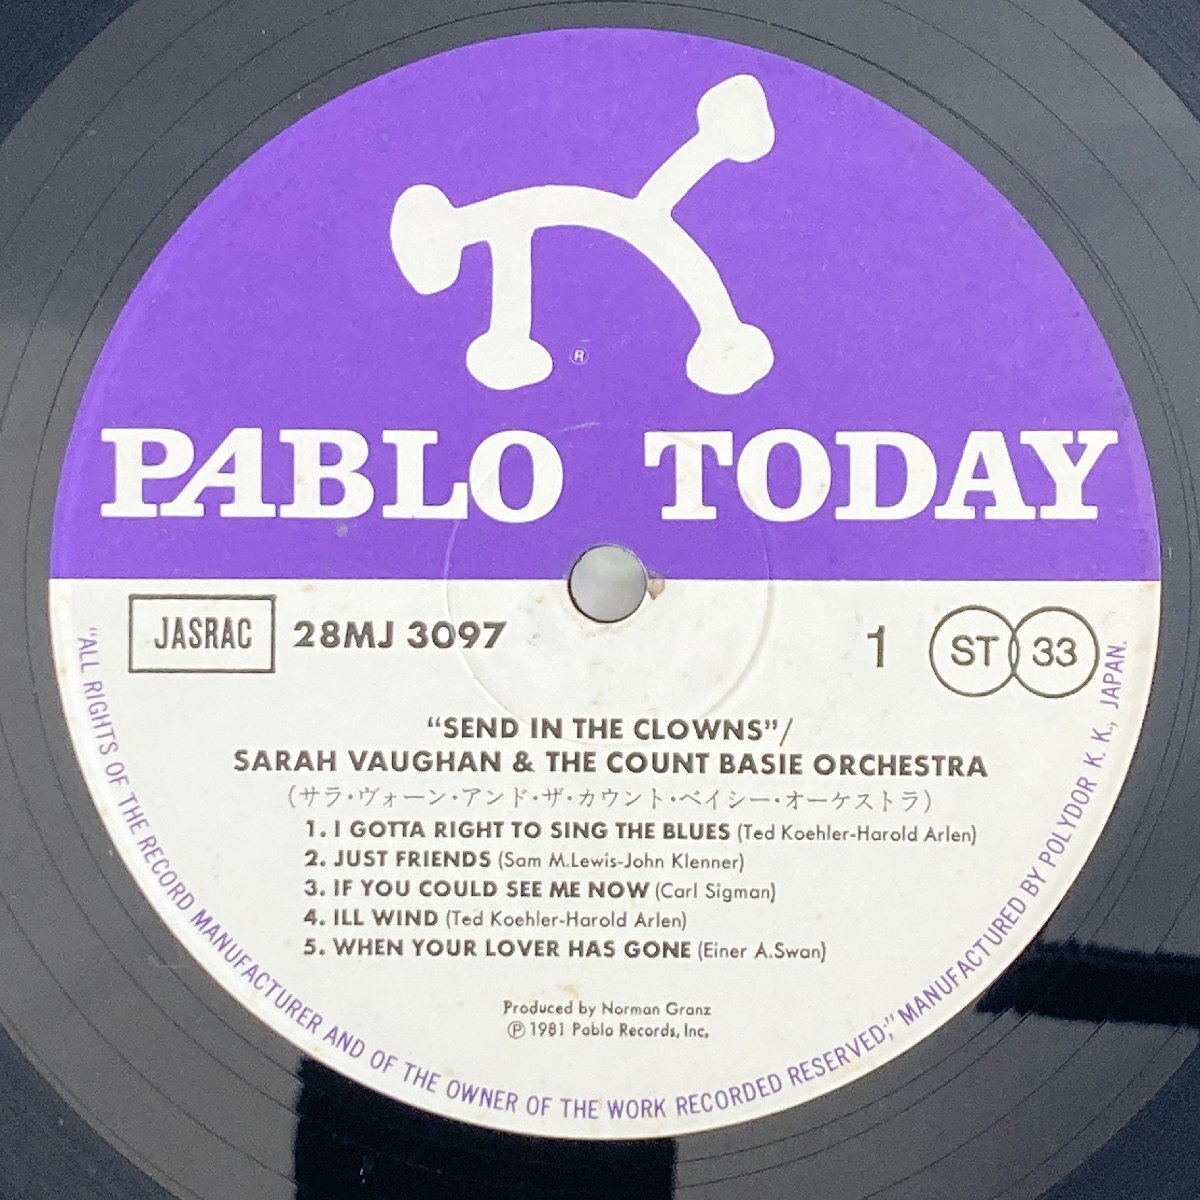 ®
PABLO TODAY
JASRAC 28MJ 3097 1 ST 33
“SEND IN THE CLOWNS”/
SARAH VAUGHAN & THE COUNT BASIE ORCHESTRA
(サラ・ヴォーン・アンド・ザ・カウント・ベイシー・オーケストラ)
1. I GOTTA RIGHT TO SING THE BLUES (Ted Koehler-Harold Arlen)
2. JUST FRIENDS (Sam M.Lewis-John Klenner)
3. IF YOU COULD SEE ME NOW (Carl Sigman)
4. ILL WIND (Ted Koehler-Harold Arlen)
5. WHEN YOUR LOVER HAS GONE (Einer A.Swan)
Produced by Norman Granz
℗ 1981 Pablo Records, Inc.
“ALL RIGHTS OF THE RECORD MANUFACTURER AND OF THE OWNER OF THE WORK RECORDED RESERVED;” MANUFACTURED BY POLYDOR K. K., JAPAN.